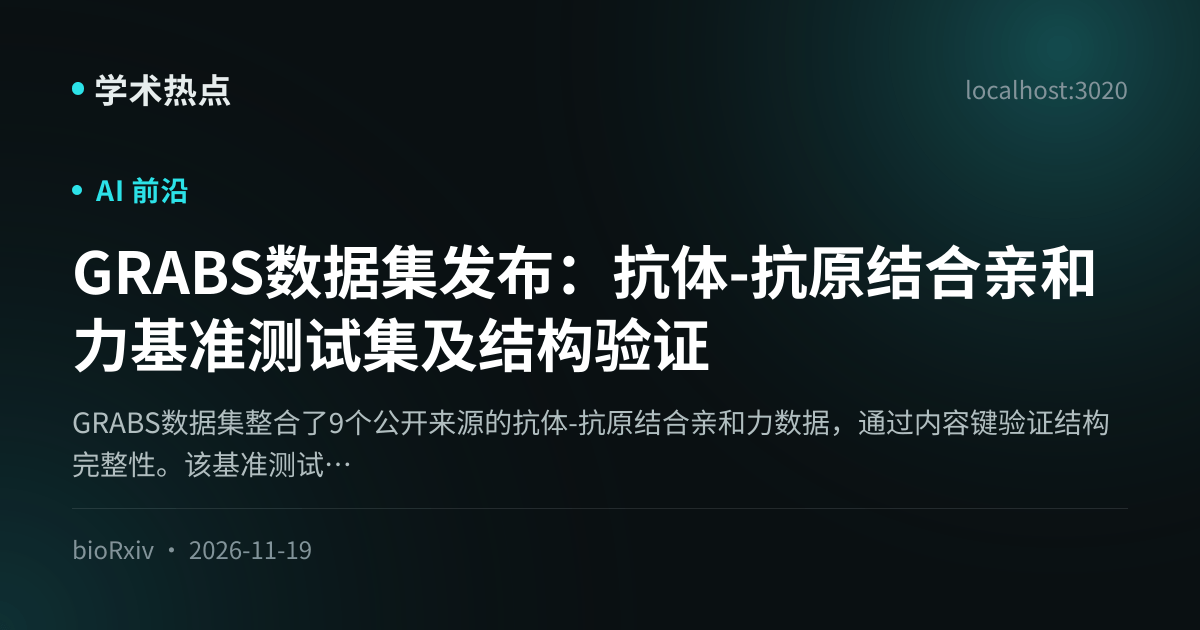 学术热点
localhost:3020
AI 前沿
GRABS数据集发布：抗体-抗原结合亲和
力基准测试集及结构验证
GRABS数据集整合了9个公开来源的抗体-抗原结合亲和力数据，通过内容键验证结构
完整性。该基准测试…
bioRxiv · 2026-11-19